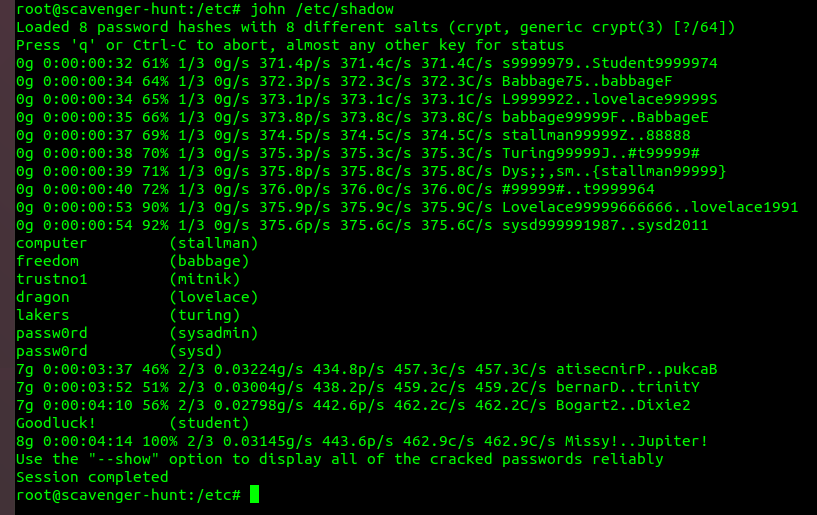 root@scavenger-hunt:/etc# john /etc/shadow
Loaded 8 password hashes with 8 different salts (crypt, generic crypt(3) [?/64])
Press 'q' or Ctrl-C to abort, almost any other key for status
0g 0:00:00:32 61% 1/3 0g/s 371.4p/s 371.4c/s 371.4C/s s9999979..Student9999974
0g 0:00:00:34 64% 1/3 0g/s 372.3p/s 372.3c/s 372.3C/s Babbage75..babbageF
0g 0:00:00:34 65% 1/3 0g/s 373.1p/s 373.1c/s 373.1C/s L9999922..lovelace99999S
0g 0:00:00:35 66% 1/3 0g/s 373.8p/s 373.8c/s 373.8C/s babbage99999F..BabbageE
0g 0:00:00:37 69% 1/3 0g/s 374.5p/s 374.5c/s 374.5C/s stallman99999Z..88888
0g 0:00:00:38 70% 1/3 0g/s 375.3p/s 375.3c/s 375.3C/s Turing99999J..#t99999#
0g 0:00:00:39 71% 1/3 0g/s 375.8p/s 375.8c/s 375.8C/s Dys;;,sm..{stallman99999}
0g 0:00:00:40 72% 1/3 0g/s 376.0p/s 376.0c/s 376.0C/s #99999#..t9999964
0g 0:00:00:53 90% 1/3 0g/s 375.9p/s 375.9c/s 375.9C/s Lovelace99999666666..lovelace1991
0g 0:00:00:54 92% 1/3 0g/s 375.6p/s 375.6c/s 375.6C/s sysd999991987..sysd2011
computer         (stallman)
freedom          (babbage)
trustno1         (mitnik)
dragon           (lovelace)
lakers           (turing)
passw0rd         (sysadmin)
passw0rd         (sysd)
7g 0:00:03:37 46% 2/3 0.03224g/s 434.8p/s 457.3c/s 457.3C/s atisecnirP..pukcaB
7g 0:00:03:52 51% 2/3 0.03004g/s 438.2p/s 459.2c/s 459.2C/s bernarD..trinitY
7g 0:00:04:10 56% 2/3 0.02798g/s 442.6p/s 462.2c/s 462.2C/s Bogart2..Dixie2
Goodluck!        (student)
8g 0:00:04:14 100% 2/3 0.03145g/s 443.6p/s 462.9c/s 462.9C/s Missy!..Jupiter!
Use the "--show" option to display all of the cracked passwords reliably
Session completed
root@scavenger-hunt:/etc#